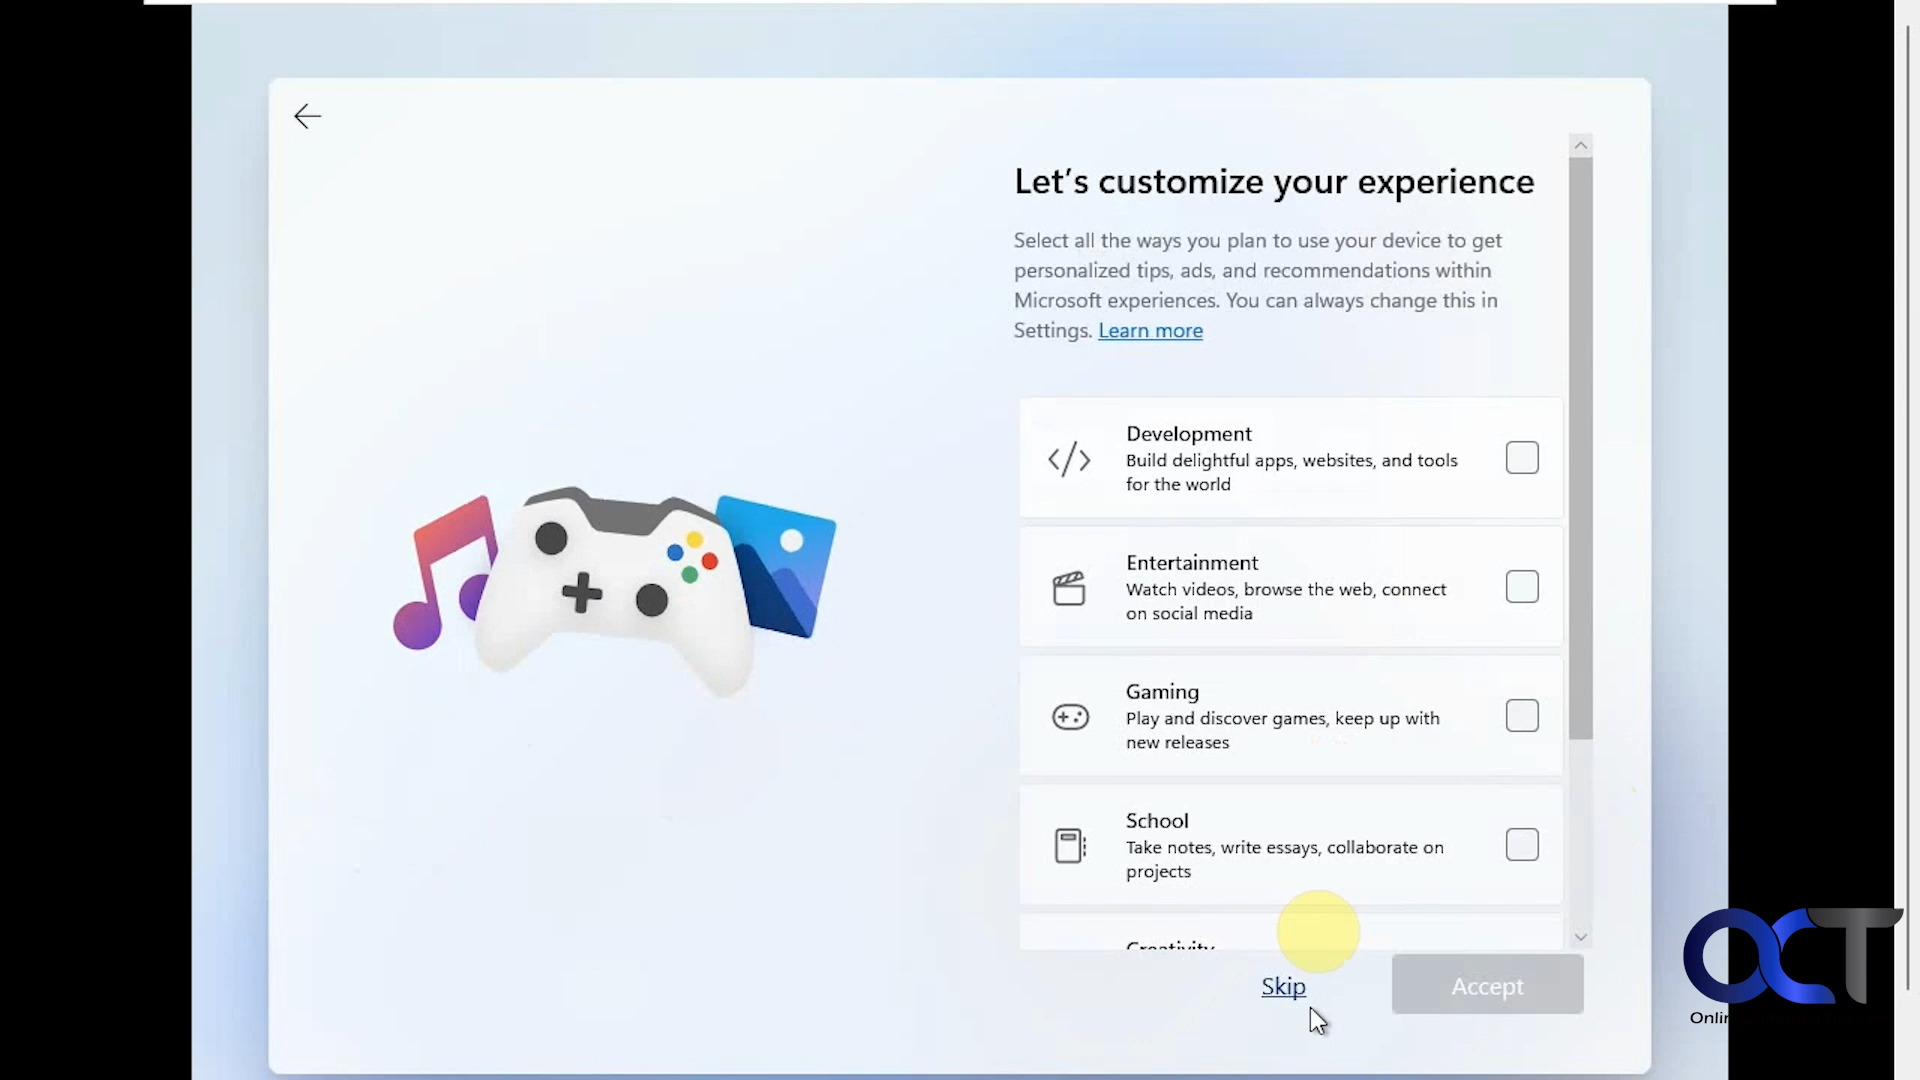 Let's customize your experience
Select all the ways you plan to use your device to get
personalized tips, ads, and recommendations within
Microsoft experiences. You can always change this in
Settings. Learn more
Development
Build delightful apps, websites, and tools
for the world
Entertainment
Watch videos, browse the web, connect
on social media
Gaming
Play and discover games, keep up with
new releases
School
Take notes, write essays, collaborate on
projects
Creativity
Skip
Accept
OCT